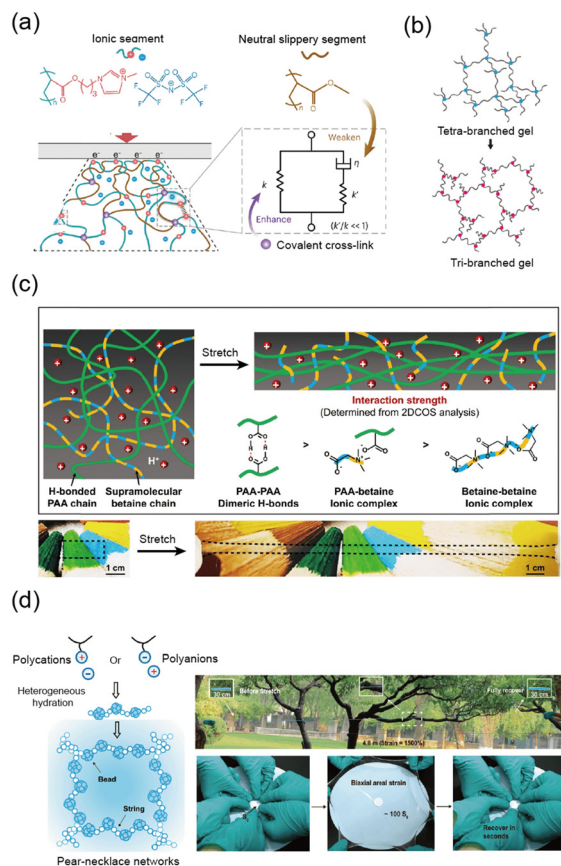 (a)
Ionic segment
Neutral slippery segment
n
O
O
3
N
N
O O O O
S N S
F F F F F F
n
O
O
Weaken
e⁻ e⁻ e⁻ e⁻
k
η
k'
Enhance
(k'/k << 1)
Covalent cross-link
(b)
Tetra-branched gel
Tri-branched gel
(c)
Stretch
Interaction strength
(Determined from 2DCOS analysis)
> >
H⁺
H-bonded
PAA chain
Supramolecular
betaine chain
PAA-PAA
Dimeric H-bonds
PAA-betaine
Ionic complex
Betaine-betaine
Ionic complex
Stretch
1 cm
1 cm
(d)
Polycations
Or
Polyanions
Heterogeneous
hydration
Bead
String
Pear-necklace networks
Before stretch
30 cm
Fully recover
30 cm
4.8 m (Strain = 1500%)
Biaxial areal strain
~ 100 S₀
Recover in
seconds